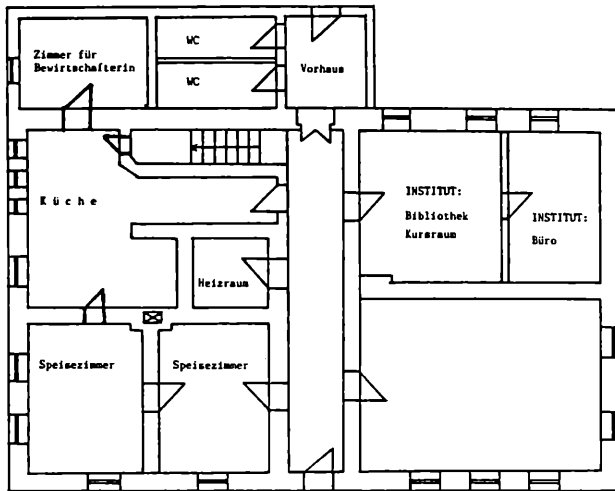 Zimmer für
Bewirtschafterin
WC
WC
Vorhaus
Küche
INSTITUT:
Bibliothek
Kursraum
INSTITUT:
Büro
Heizraum
Speisezimmer
Speisezimmer